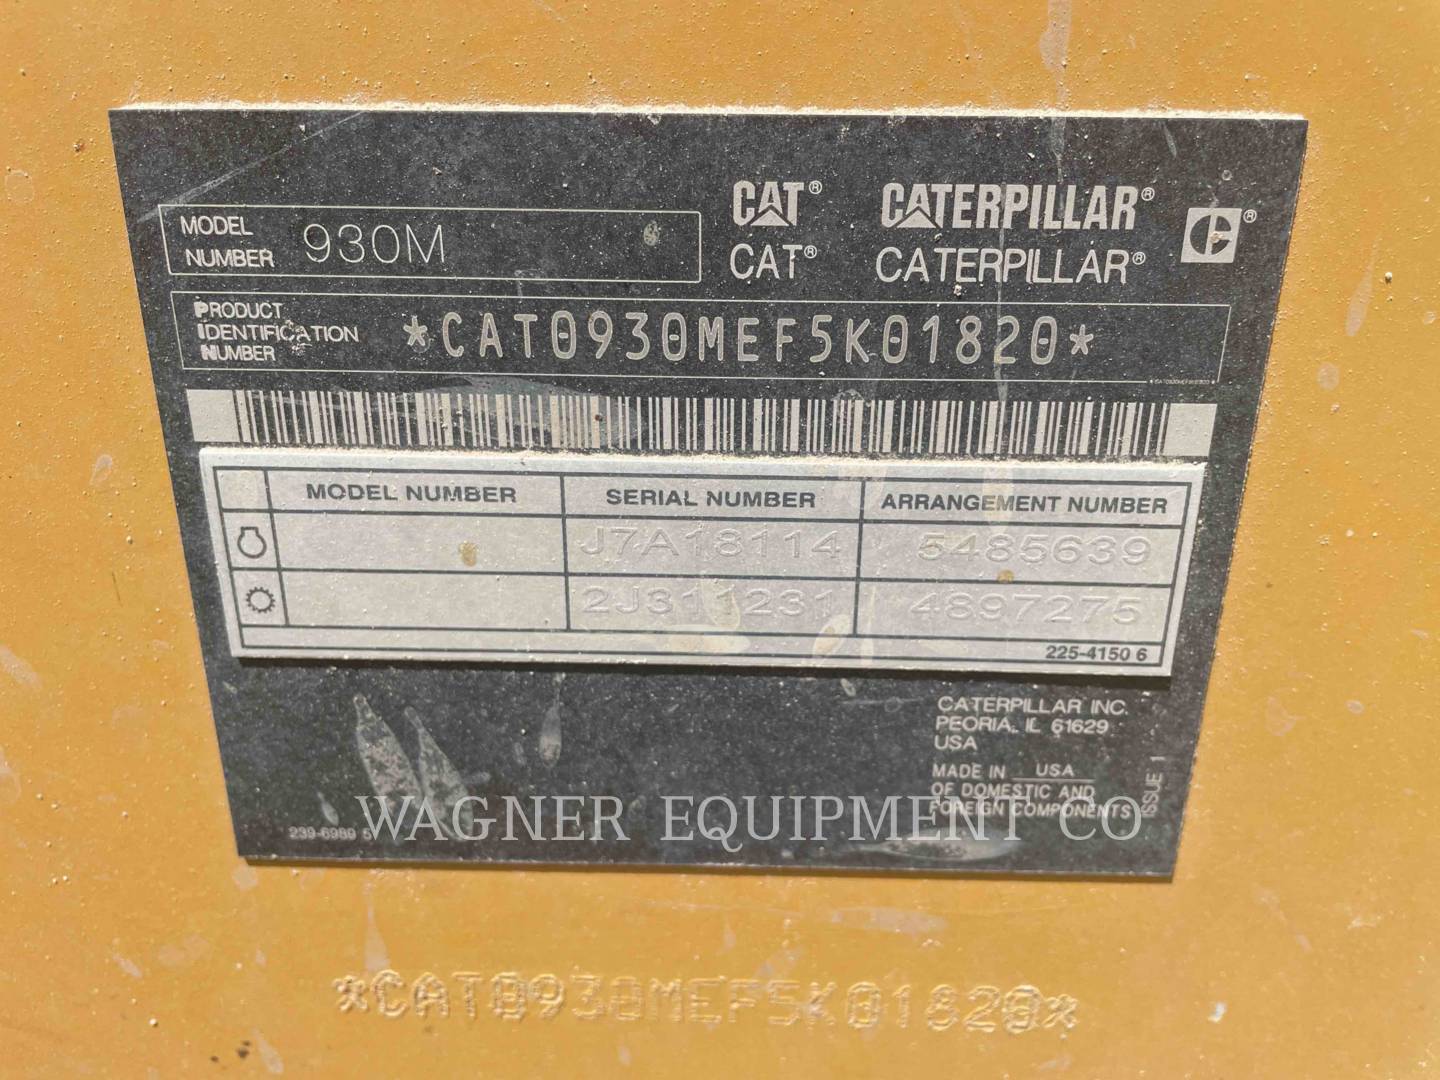 CAT® CATERPILLAR®
MODEL NUMBER 930M
CAT® CATERPILLAR®
PRODUCT IDENTIFICATION NUMBER *CAT0930MEF5K01820*
MODEL NUMBER SERIAL NUMBER ARRANGEMENT NUMBER
J7A18114 5485639
2J311231 4897275
225-4150 6
CATERPILLAR INC.
PEORIA, IL 61629
USA
MADE IN USA
OF DOMESTIC AND
FOREIGN COMPONENTS
ISSUE 1
239-6989 5
WAGNER EQUIPMENT CO
*CAT0930MEF5K01820*